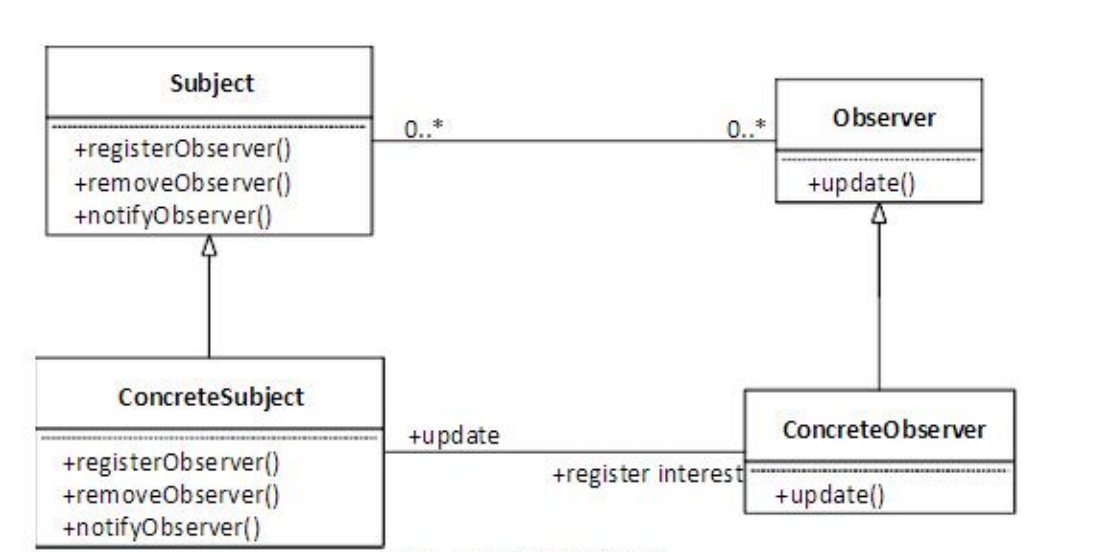 Subject
+registerObserver()
+removeObserver()
+notifyObserver()
0..*
0..*
Observer
+update()
ConcreteSubject
+registerObserver()
+removeObserver()
+notifyObserver()
+update
+register interest
ConcreteObserver
+update()